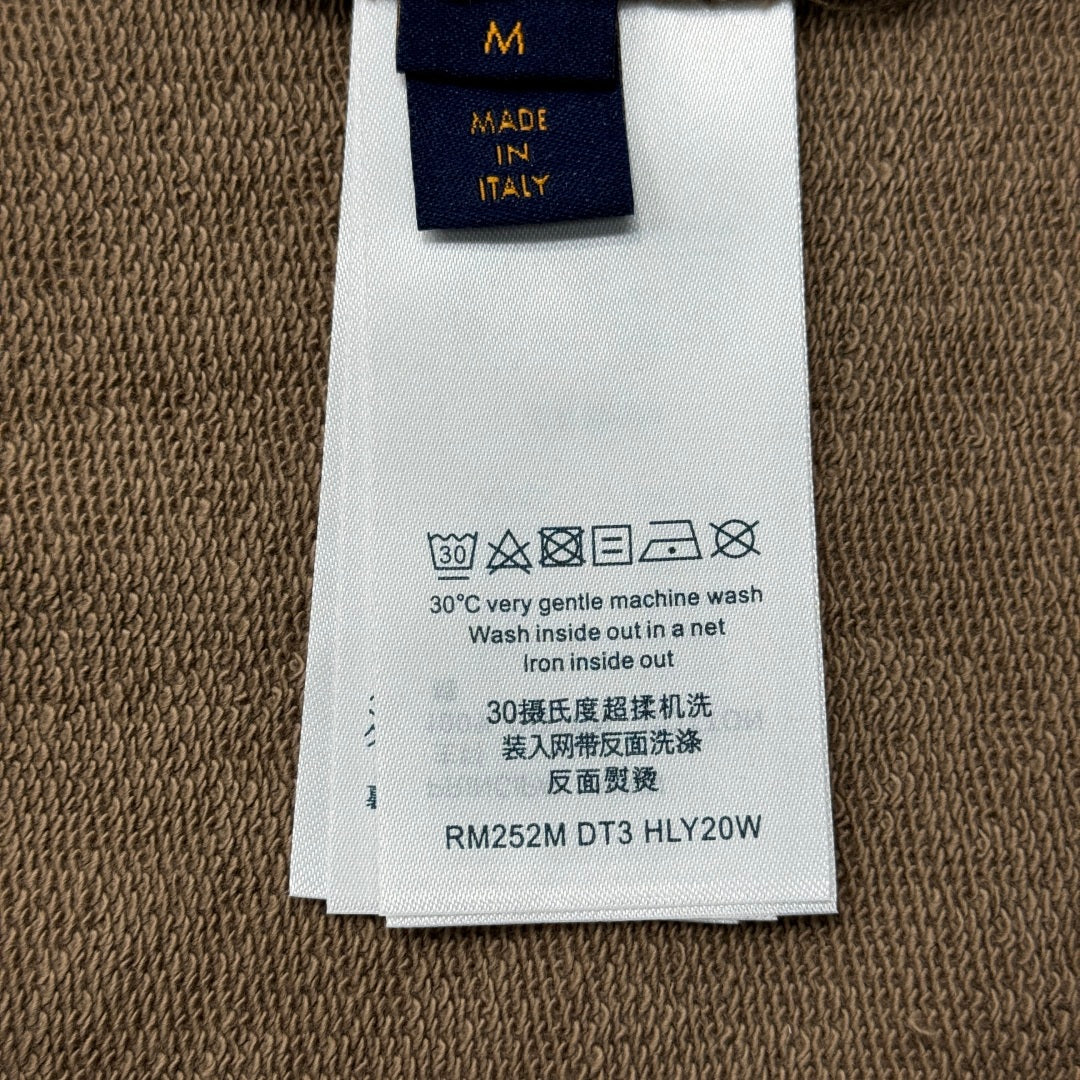 M
MADE
IN
ITALY
30
30°C very gentle machine wash
Wash inside out in a net
Iron inside out
30摄氏度超揉机洗
装入网带反面洗涤
反面熨烫
RM252M DT3 HLY20W